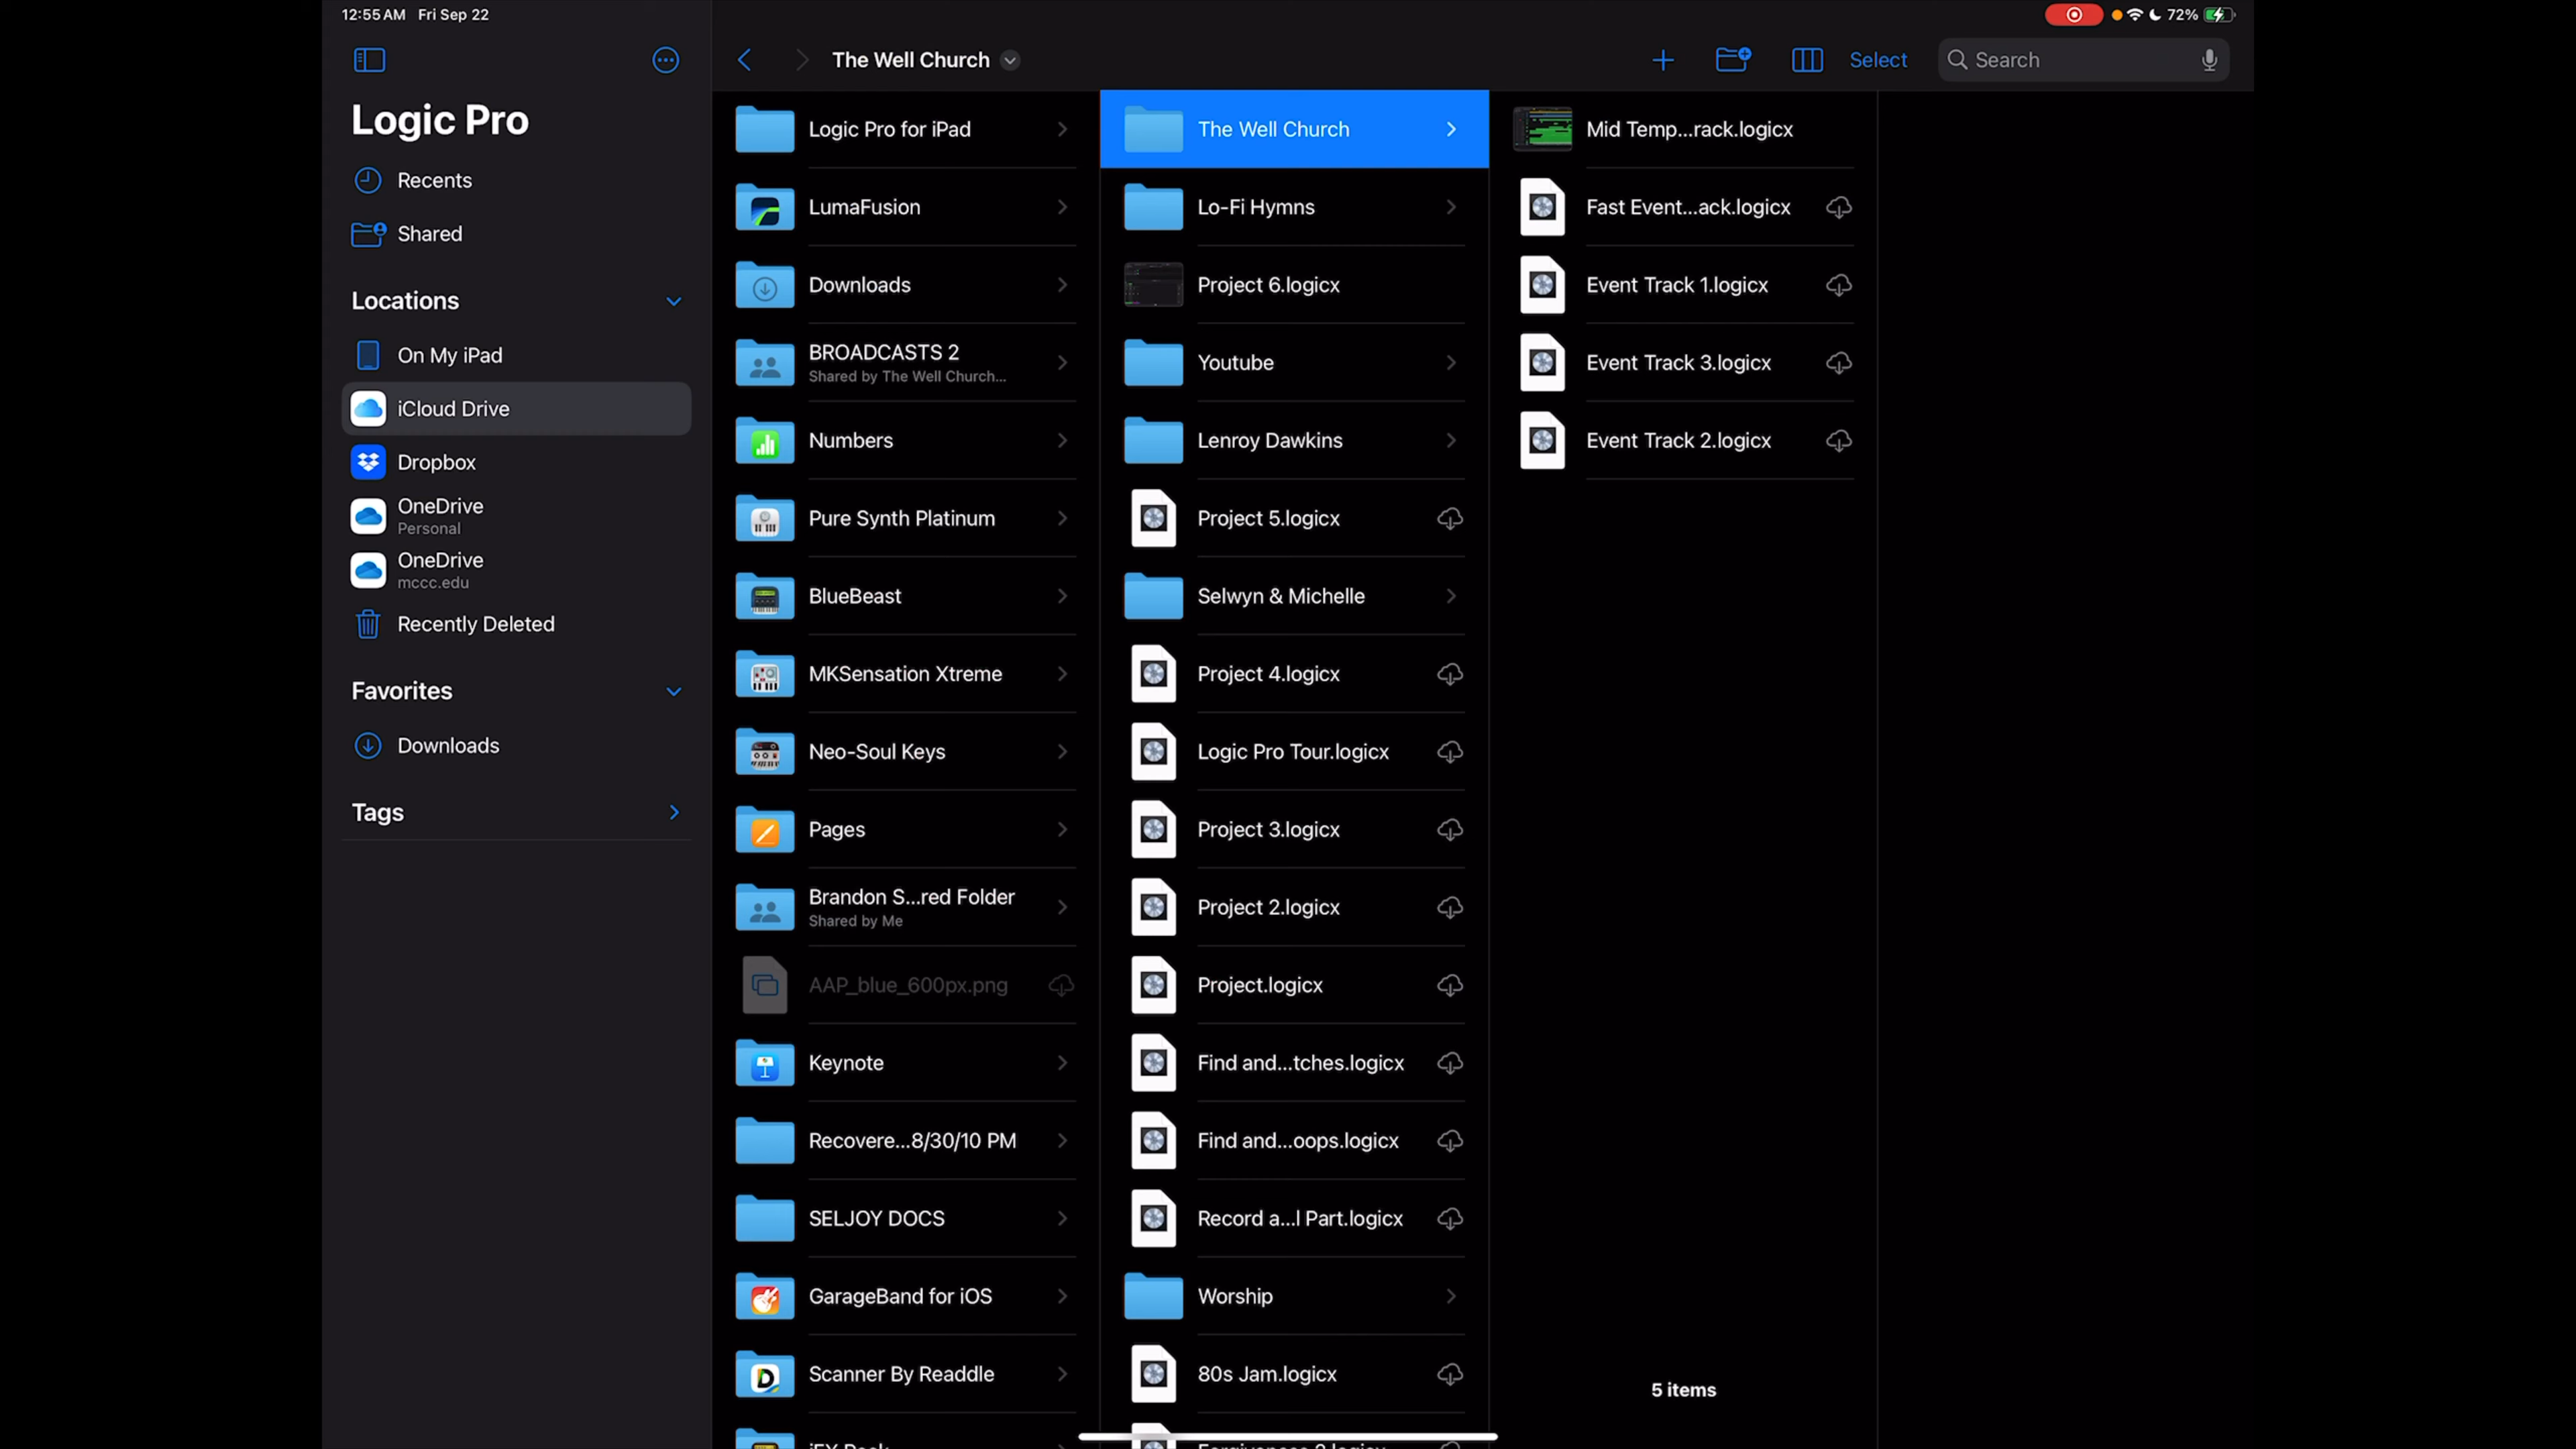 12:55 AM Fri Sep 22
72%
Logic Pro
Recents
Shared
Locations
On My iPad
iCloud Drive
Dropbox
OneDrive
Personal
OneDrive
mccc.edu
Recently Deleted
Favorites
Downloads
Tags
The Well Church
Select
Search
Logic Pro for iPad
LumaFusion
Downloads
BROADCASTS 2
Shared by The Well Church...
Numbers
Pure Synth Platinum
BlueBeast
MKSensation Xtreme
Neo-Soul Keys
Pages
Brandon S...red Folder
Shared by Me
AAP_blue_600px.png
Keynote
Recovere...8/30/10 PM
SELJOY DOCS
GarageBand for iOS
Scanner By Readdle
The Well Church
Lo-Fi Hymns
Project 6.logicx
Youtube
Lenroy Dawkins
Project 5.logicx
Selwyn & Michelle
Project 4.logicx
Logic Pro Tour.logicx
Project 3.logicx
Project 2.logicx
Project.logicx
Find and...tches.logicx
Find and...oops.logicx
Record a...l Part.logicx
Worship
80s Jam.logicx
Mid Temp...rack.logicx
Fast Event...ack.logicx
Event Track 1.logicx
Event Track 3.logicx
Event Track 2.logicx
5 items